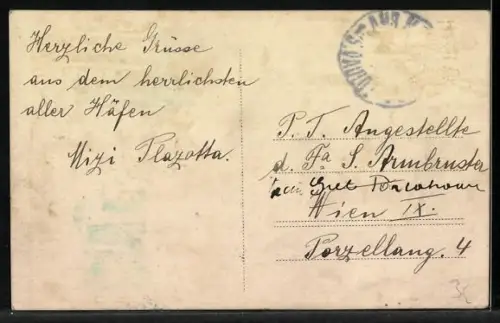 Herzliche Grüsse
aus dem herrlichsten
aller Häfen
Mizi Plazotta.
P. T. Angestellte
d. Fa S. Armbruster
Wien IX.
Porzellang. 4